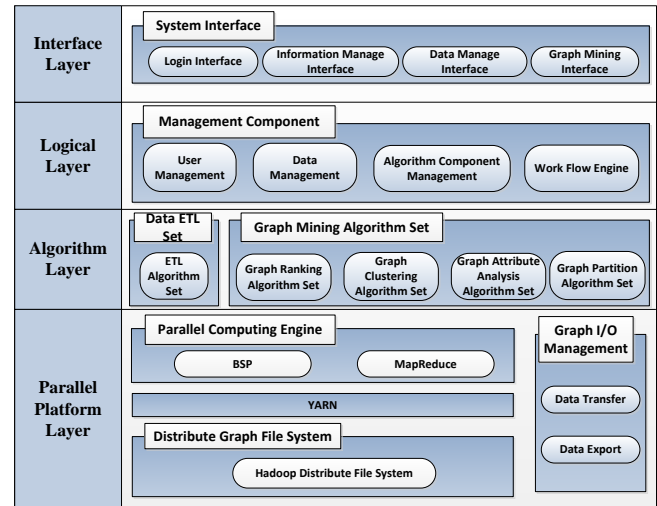 Interface
Layer
System Interface
Login Interface
Information Manage
Interface
Data Manage
Interface
Graph Mining
Interface
Logical
Layer
Management Component
User
Management
Data
Management
Algorithm Component
Management
Work Flow Engine
Algorithm
Layer
Data ETL
Set
ETL
Algorithm
Set
Graph Mining Algorithm Set
Graph Ranking
Algorithm Set
Graph
Clustering
Algorithm Set
Graph Attribute
Analysis
Algorithm Set
Graph Partition
Algorithm Set
Parallel
Platform
Layer
Parallel Computing Engine
BSP
MapReduce
YARN
Distribute Graph File System
Hadoop Distribute File System
Graph I/O
Management
Data Transfer
Data Export